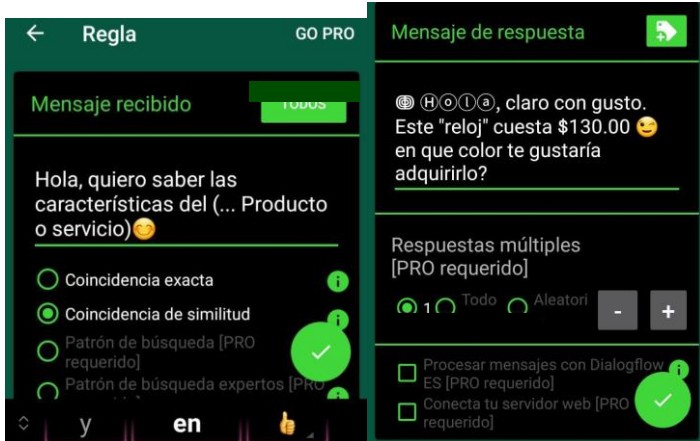 Regla
GO PRO
Mensaje recibido
TODOS
Hola, quiero saber las
características del (... Producto
o servicio)😊
Coincidencia exacta
Coincidencia de similitud
Patrón de búsqueda [PRO
requerido]
Patrón de búsqueda expertos [PRO
y
en
👍
Mensaje de respuesta
Ⓗⓞⓛⓐ, claro con gusto.
Este "reloj" cuesta $130.00 😉
en que color te gustaría
adquirirlo?
Respuestas múltiples
[PRO requerido]
1
Todo
Aleatori
-
+
Procesar mensajes con Dialogflow
ES [PRO requerido]
Conecta tu servidor web [PRO
requerido]